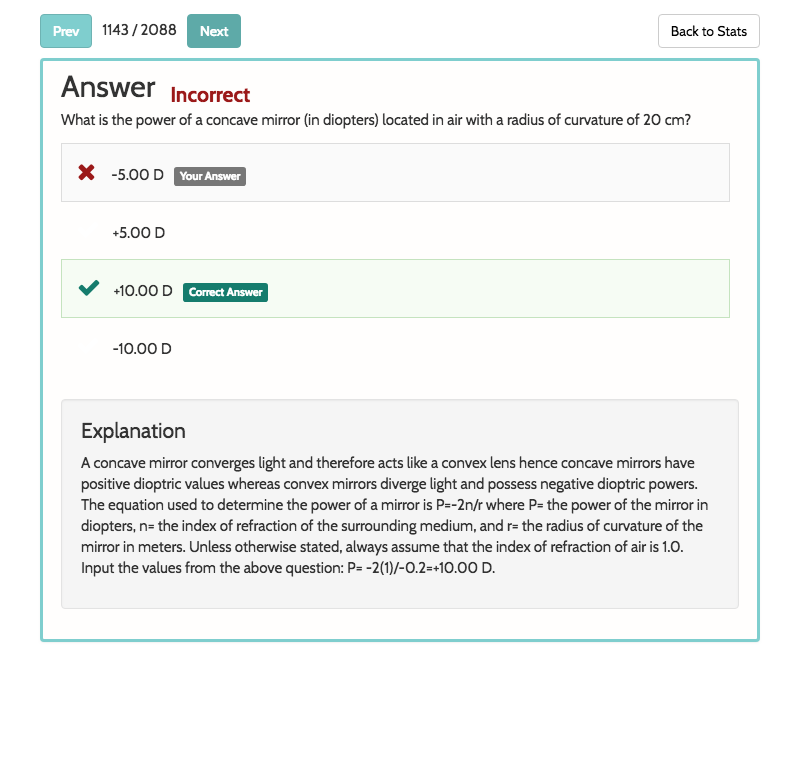 Prev 1143 / 2088 Next Back to Stats
Answer Incorrect
What is the power of a concave mirror (in diopters) located in air with a radius of curvature of 20 cm?
-5.00 D Your Answer
+5.00 D
+10.00 D Correct Answer
-10.00 D
Explanation
A concave mirror converges light and therefore acts like a convex lens hence concave mirrors have
positive dioptric values whereas convex mirrors diverge light and possess negative dioptric powers.
The equation used to determine the power of a mirror is P=-2n/r where P= the power of the mirror in
diopters, n= the index of refraction of the surrounding medium, and r= the radius of curvature of the
mirror in meters. Unless otherwise stated, always assume that the index of refraction of air is 1.0.
Input the values from the above question: P= -2(1)/-0.2=+10.00 D.